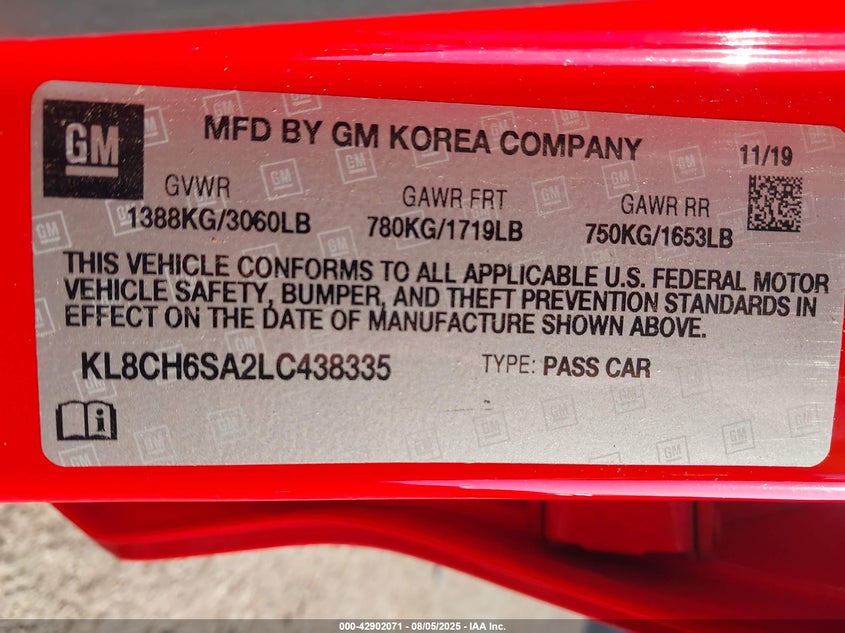 GM
MFD BY GM KOREA COMPANY
11/19
GVWR
1388KG/3060LB
GAWR FRT
780KG/1719LB
GAWR RR
750KG/1653LB
THIS VEHICLE CONFORMS TO ALL APPLICABLE U.S. FEDERAL MOTOR
VEHICLE SAFETY, BUMPER, AND THEFT PREVENTION STANDARDS IN
EFFECT ON THE DATE OF MANUFACTURE SHOWN ABOVE.
KL8CH6SA2LC438335
TYPE: PASS CAR
000-42902071 - 08/05/2025 - IAA Inc.